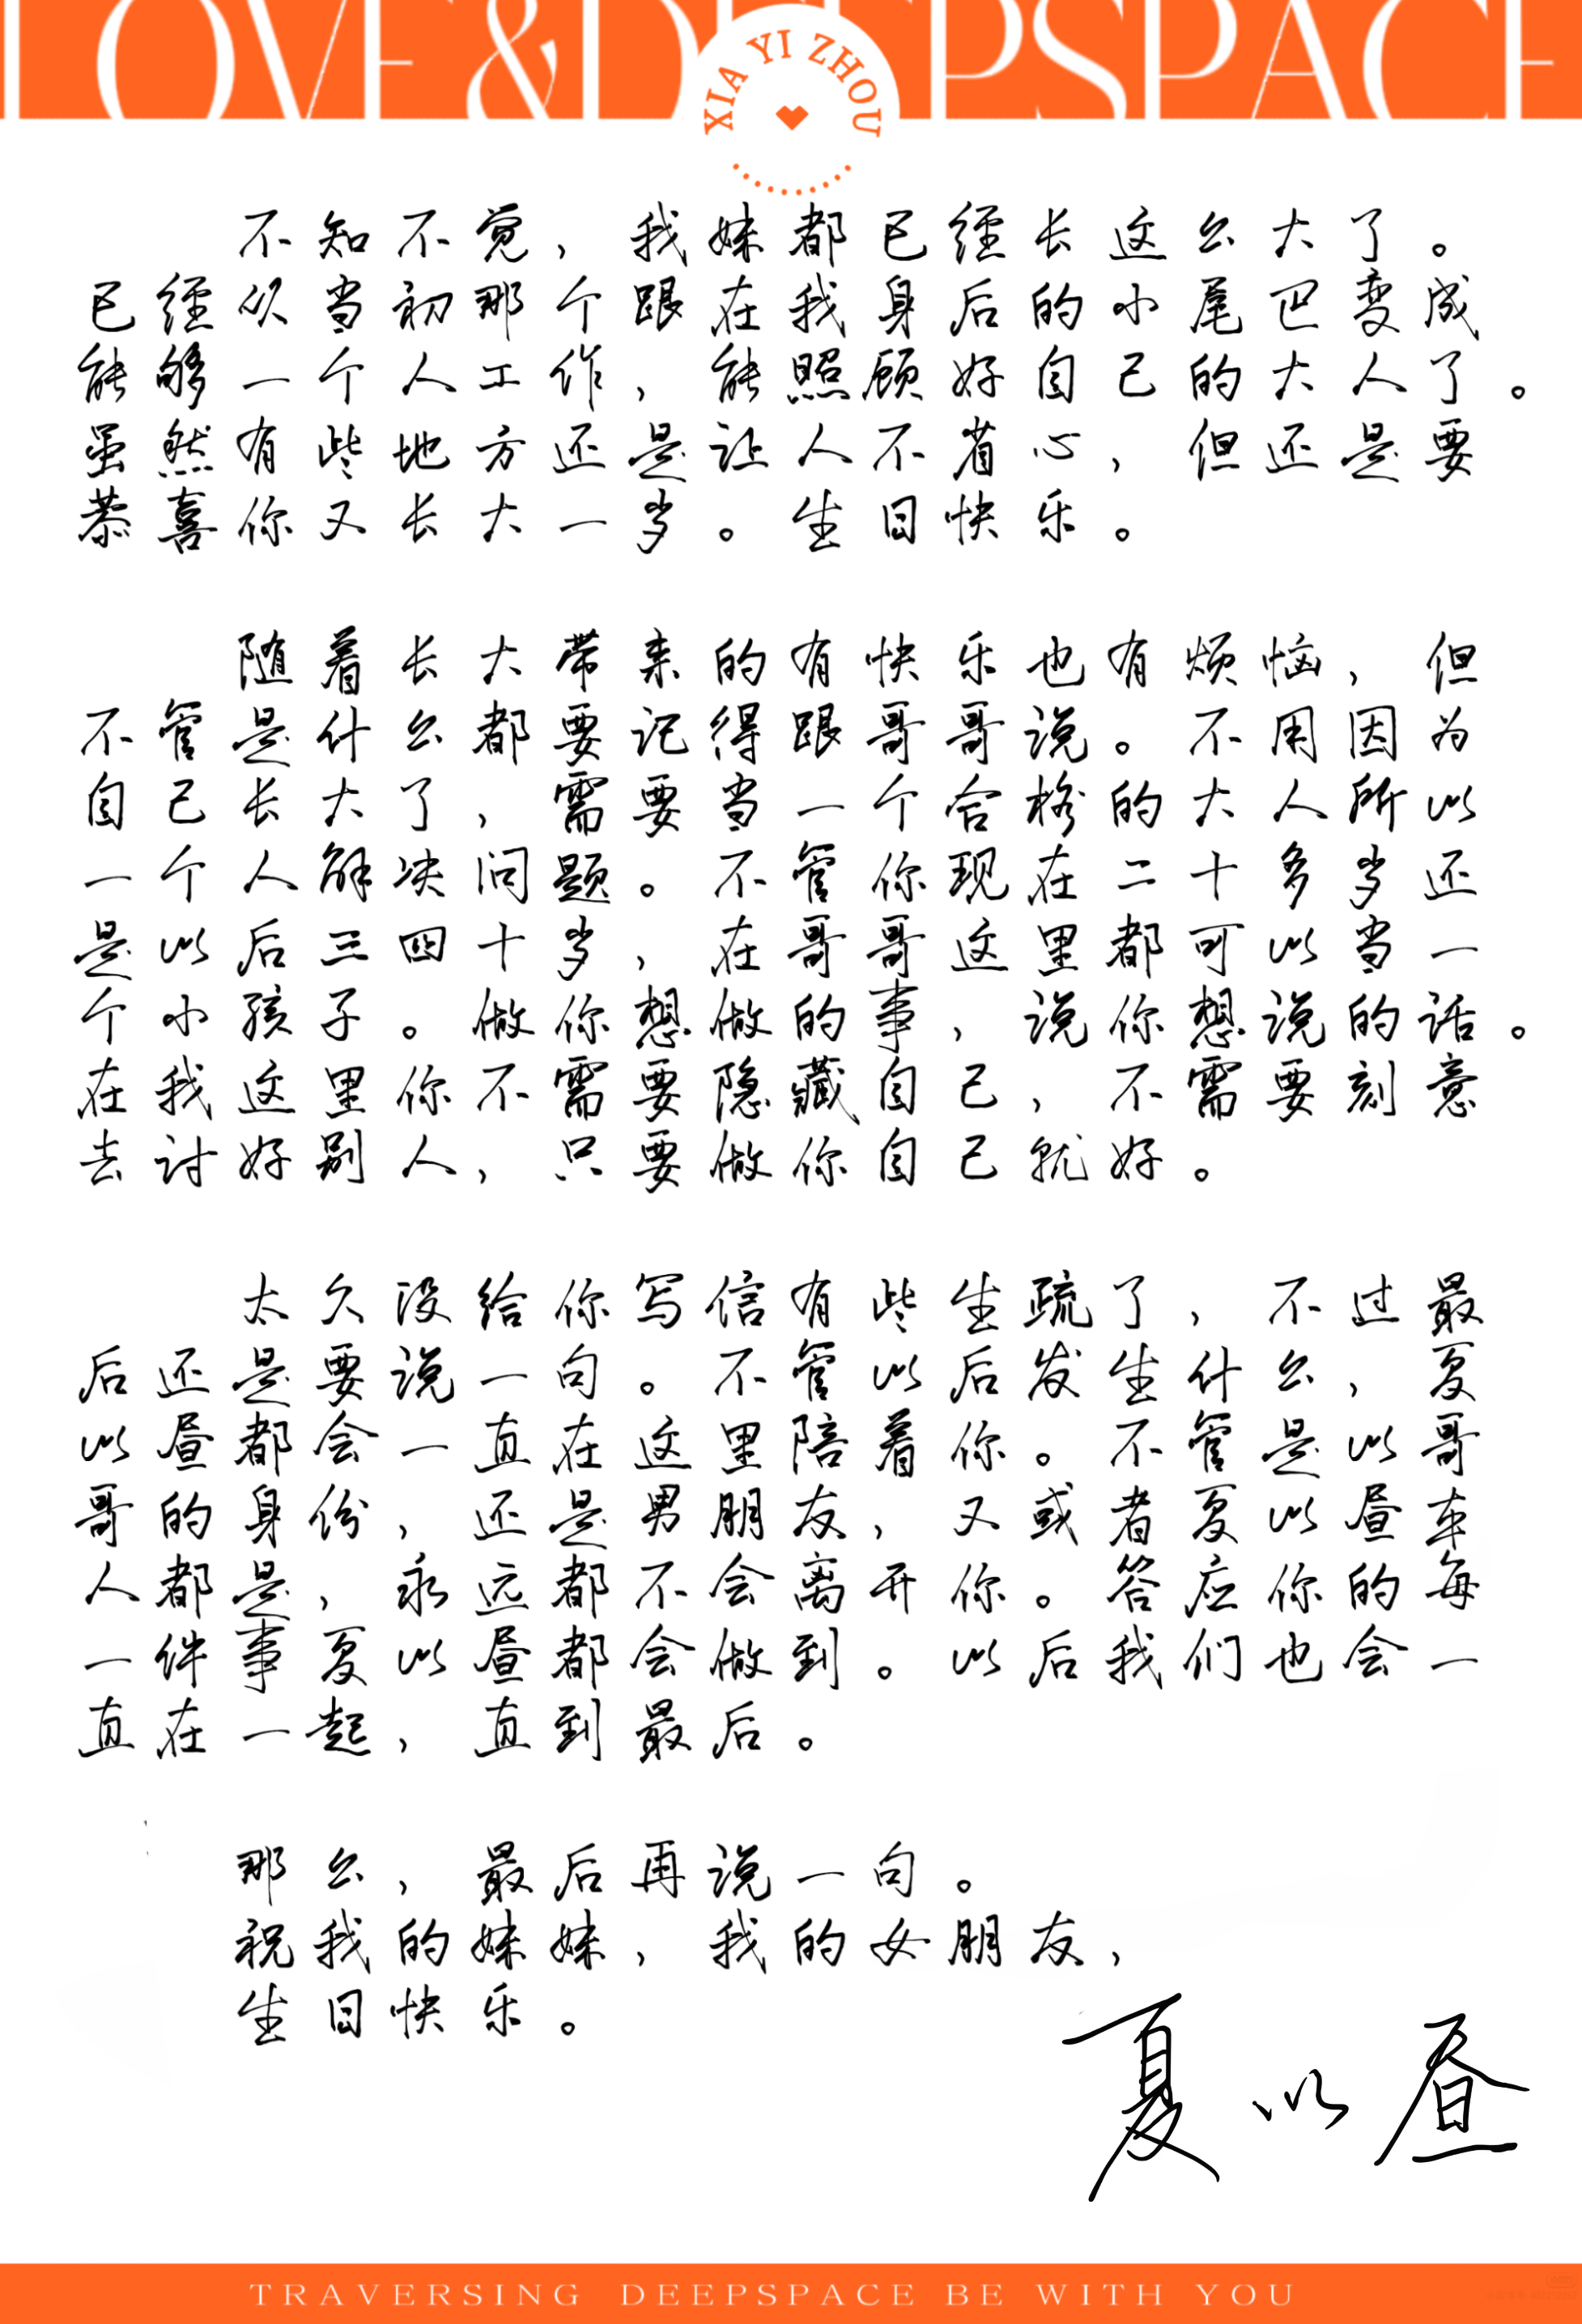 LOVE&DEEPSPACE
XIA YI ZHOU
不知不觉，我妹都已经长这么大了。
已经从当初那个跟在我身后的小尾巴变成
能够一个人工作，能照顾好自己的大人了。
虽然有些地方还是让人不省心，但还是要
恭喜你又长大一岁。生日快乐。
随着长大带来的有快乐也有烦恼，但
不管是什么都要记得跟哥哥说。不用因为
自己长大了，需要当一个合格的大人所以
一个人解决问题。不管你现在二十多岁还
是以后三四十岁，在哥哥这里都可以当一
个小孩子。做你想做的事，说你想说的话。
在我这里你不需要隐藏自己，不需要刻意
去讨好别人，只要做你自己就好。
太久没给你写信有些生疏了，不过最
后还是要说一句。不管以后发生什么，夏
以昼都会一直在这里陪着你。不管是以哥
哥的身份，还是男朋友，又或者夏以昼本
人都是，永远都不会离开你。答应你的每
一件事夏以昼都会做到。以后我们也会一
直在一起，直到最后。
那么，最后再说一句。
祝我的妹妹，我的女朋友，
生日快乐。
夏以昼
TRAVERSING DEEPSPACE BE WITH YOU